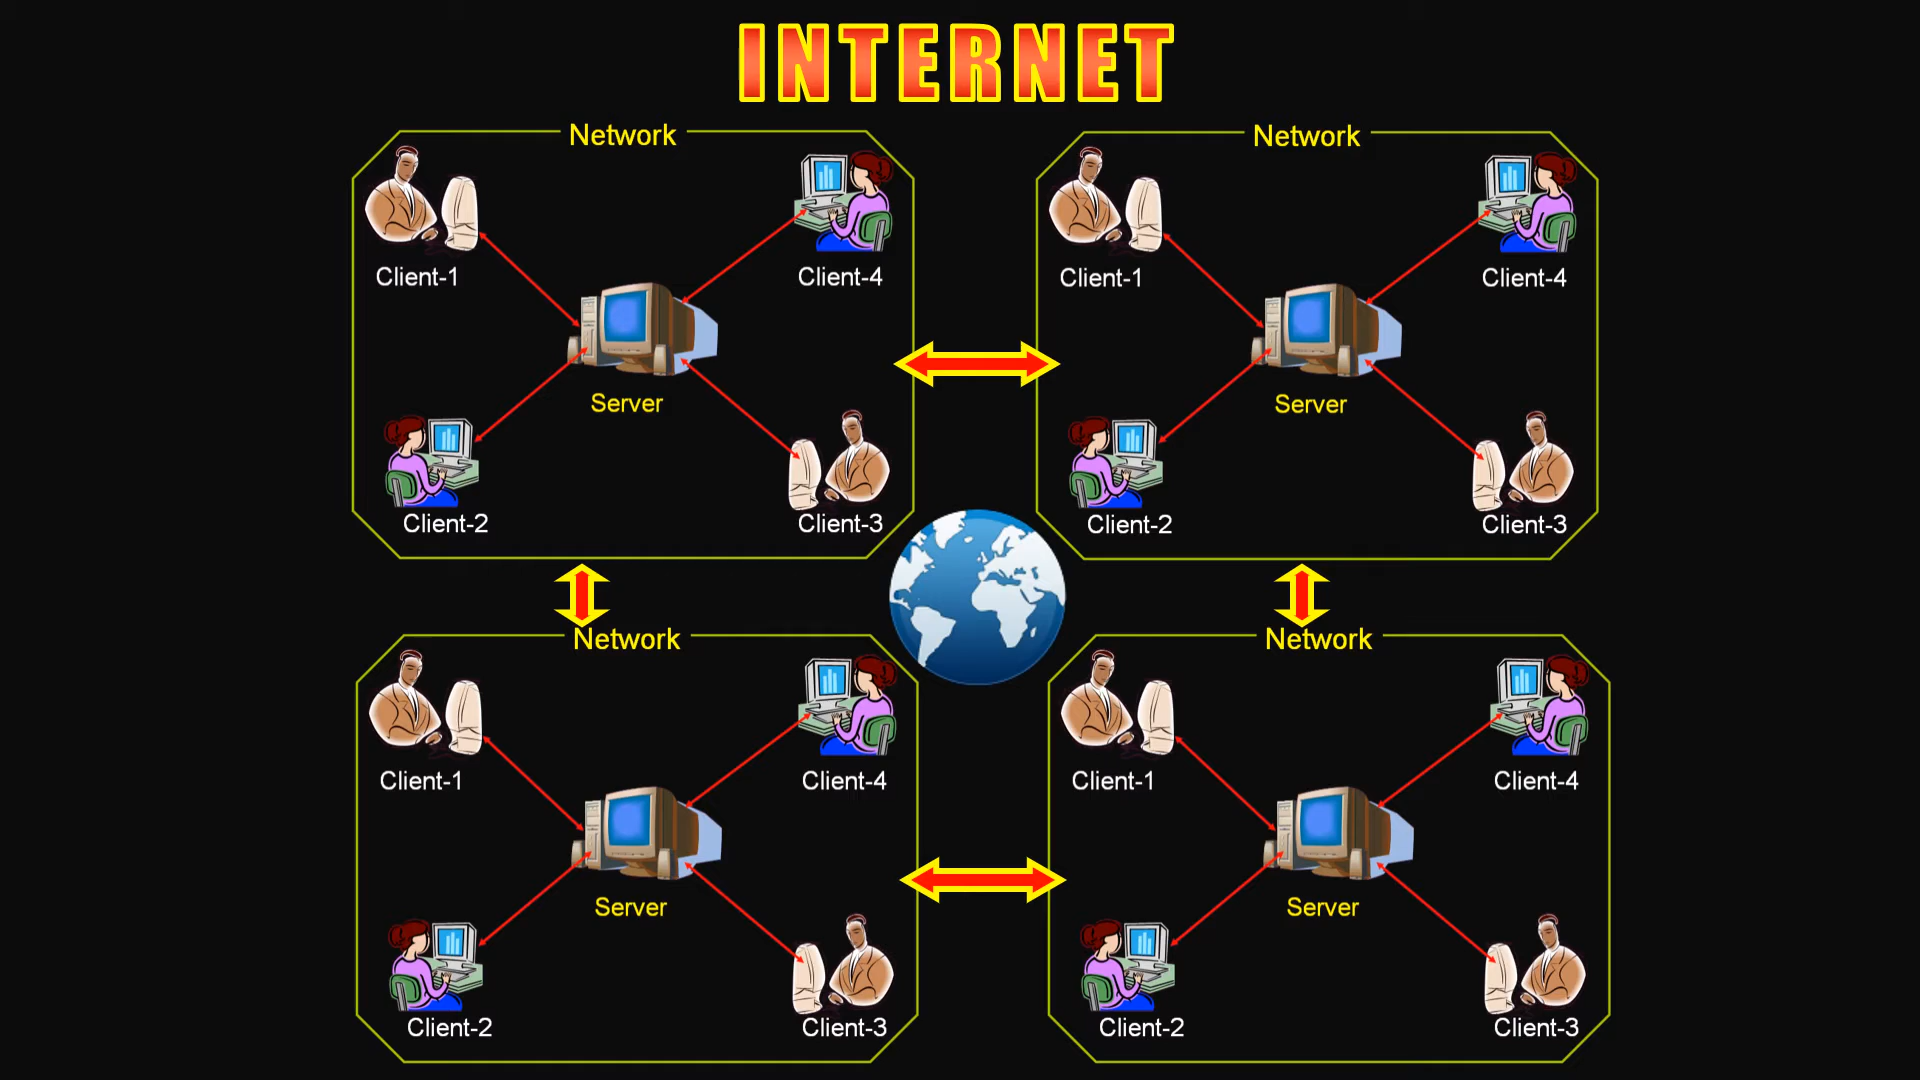 INTERNET
Network
Client-1
Client-4
Server
Client-2
Client-3
Network
Client-1
Client-4
Server
Client-2
Client-3
Network
Client-1
Client-4
Server
Client-2
Client-3
Network
Client-1
Client-4
Server
Client-2
Client-3